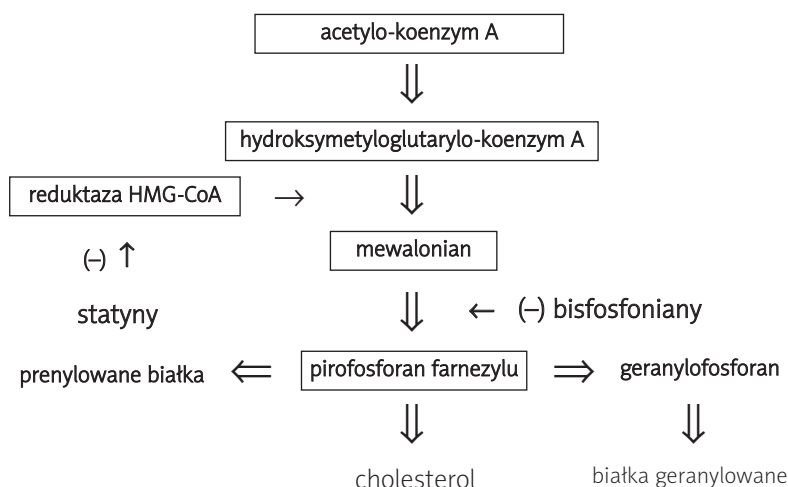 acetylo-koenzym A
hydroksymetyloglutarylo-koenzym A
reduktaza HMG-CoA →
mewalonian
(–) ↑
statyny
← (–) bisfosfoniany
prenylowane białka
pirofosforan farnezylu
geranylofosforan
cholesterol
białka geranylowane